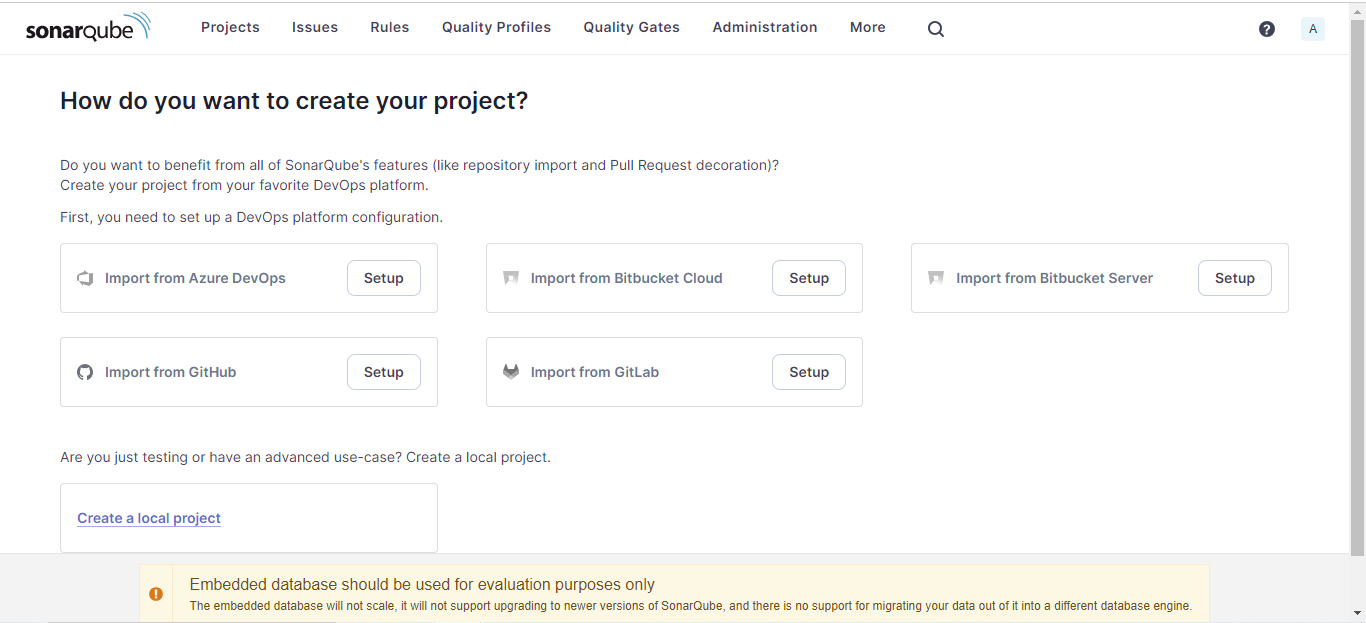 sonarqube Projects Issues Rules Quality Profiles Quality Gates Administration More ? A
How do you want to create your project?
Do you want to benefit from all of SonarQube's features (like repository import and Pull Request decoration)?
Create your project from your favorite DevOps platform.
First, you need to set up a DevOps platform configuration.
Import from Azure DevOps Setup Import from Bitbucket Cloud Setup Import from Bitbucket Server Setup
Import from GitHub Setup Import from GitLab Setup
Are you just testing or have an advanced use-case? Create a local project.
Create a local project
Embedded database should be used for evaluation purposes only
The embedded database will not scale, it will not support upgrading to newer versions of SonarQube, and there is no support for migrating your data out of it into a different database engine.